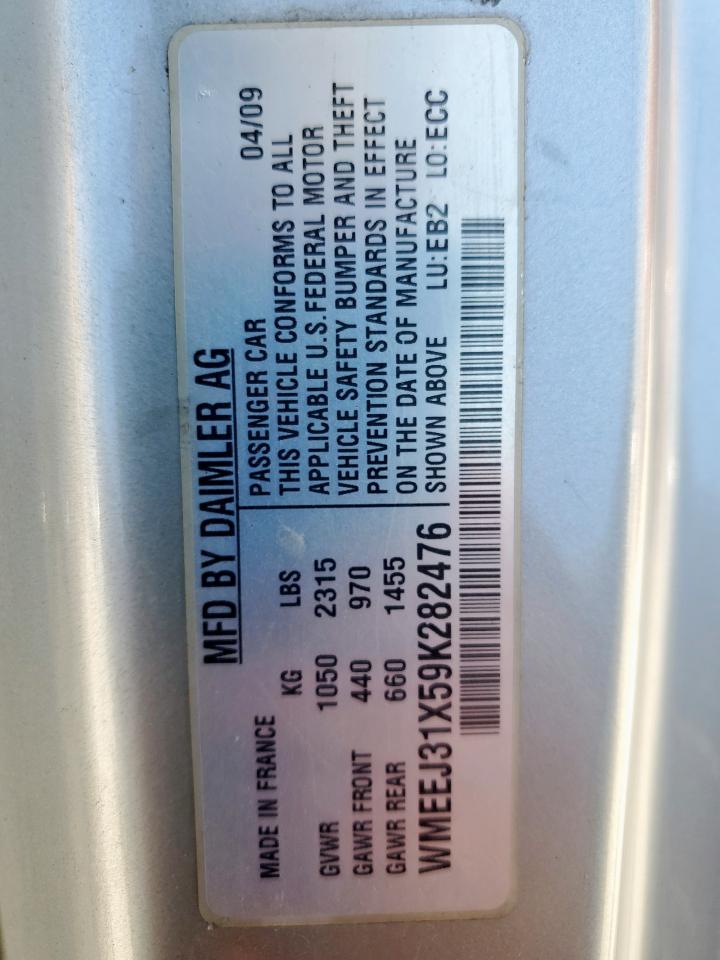 MFD BY DAIMLER AG
MADE IN FRANCE
KG LBS
GVWR 1050 2315
GAWR FRONT 440 970
GAWR REAR 660 1455
PASSENGER CAR 04/09
THIS VEHICLE CONFORMS TO ALL
APPLICABLE U.S.FEDERAL MOTOR
VEHICLE SAFETY BUMPER AND THEFT
PREVENTION STANDARDS IN EFFECT
ON THE DATE OF MANUFACTURE
SHOWN ABOVE LU:EB2 LO:ECC
WMEEJ31X59K282476